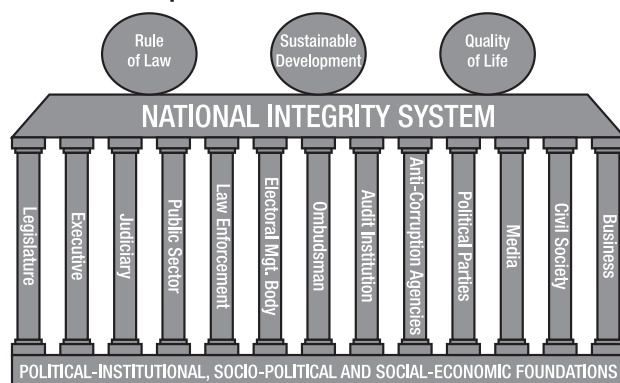 Rule
of Law
Sustainable
Development
Quality
of Life
NATIONAL INTEGRITY SYSTEM
Legislature
Executive
Judiciary
Public Sector
Law Enforcement
Electoral Mgt. Body
Ombudsman
Audit Institution
Anti-Corruption Agencies
Political Parties
Media
Civil Society
Business
POLITICAL-INSTITUTIONAL, SOCIO-POLITICAL AND SOCIAL-ECONOMIC FOUNDATIONS